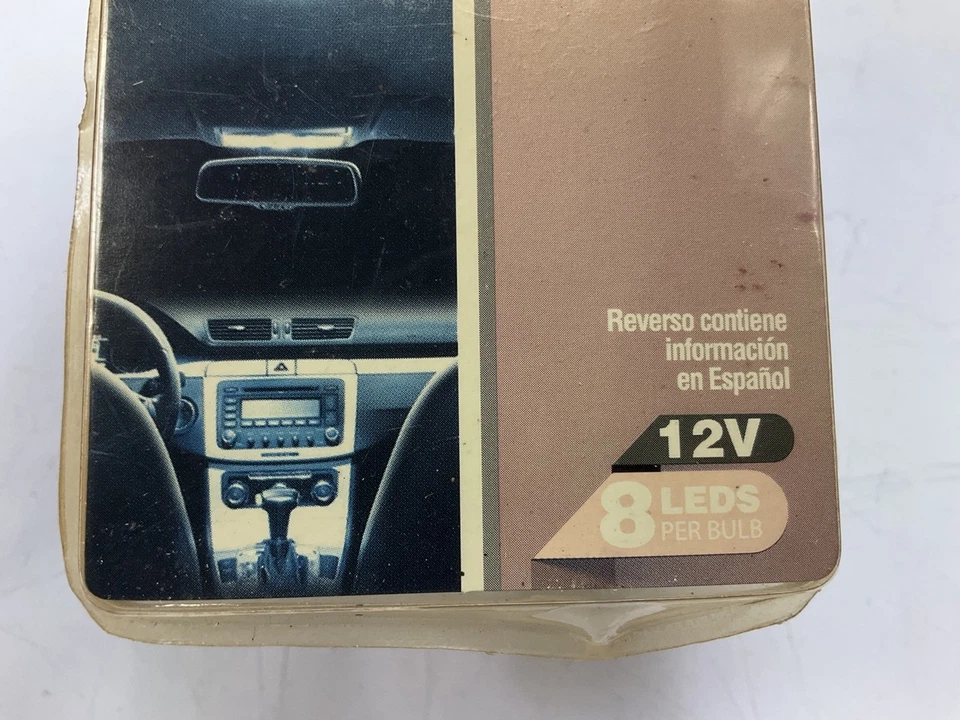 Reverso contiene
información
en Español
12V
8 LEDS
PER BULB